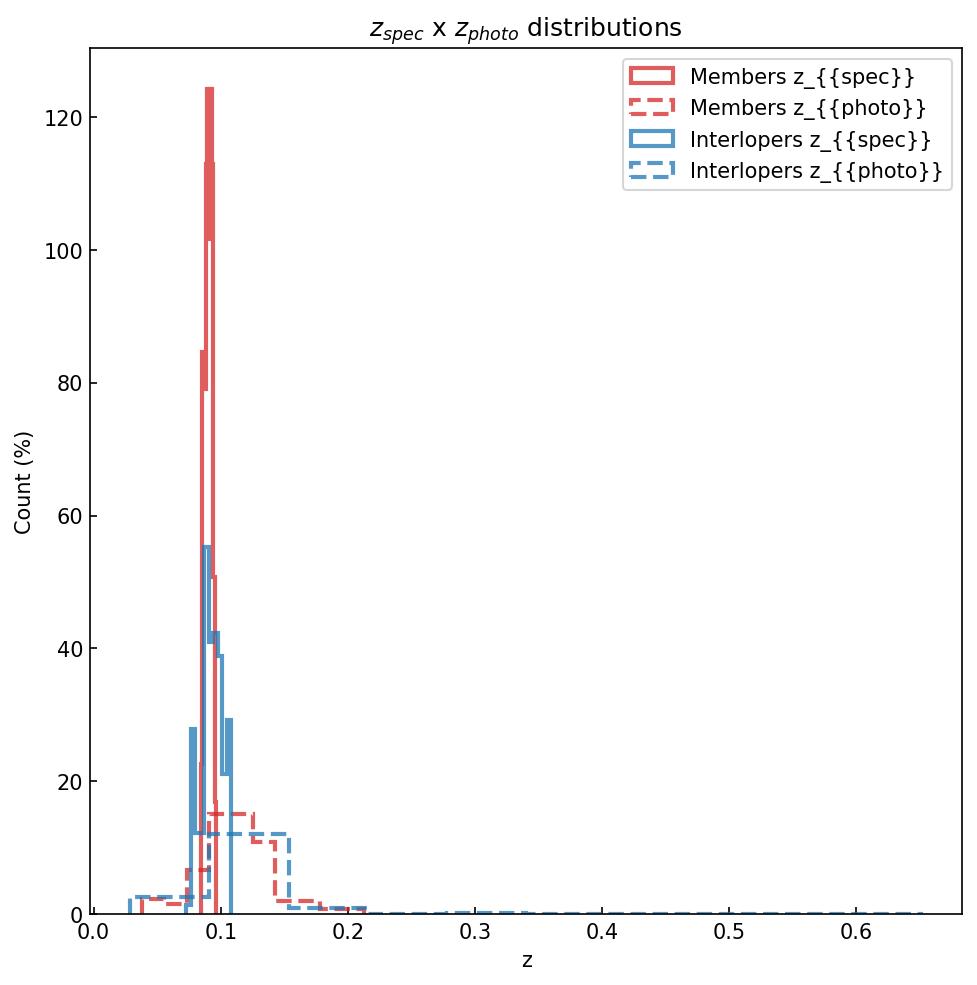 z_spec x z_photo distributions
Members z_{{spec}}
Members z_{{photo}}
Interlopers z_{{spec}}
Interlopers z_{{photo}}
120
100
80
60
40
20
0
Count (%)
0.0 0.1 0.2 0.3 0.4 0.5 0.6
z